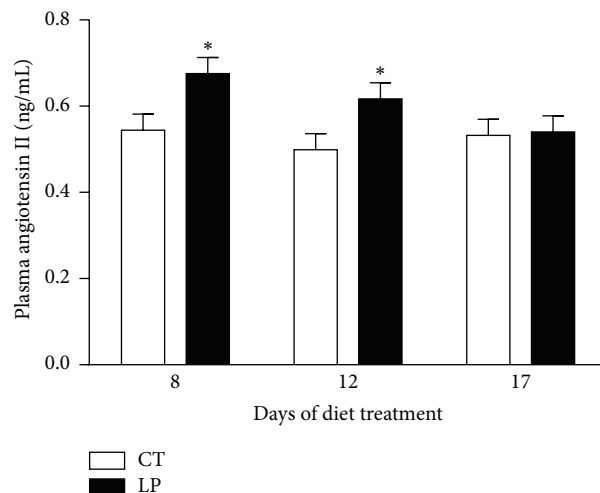 Plasma angiotensin II (ng/mL)
0.8
0.6
0.4
0.2
0.0
*
*
8 12 17
Days of diet treatment
CT
LP